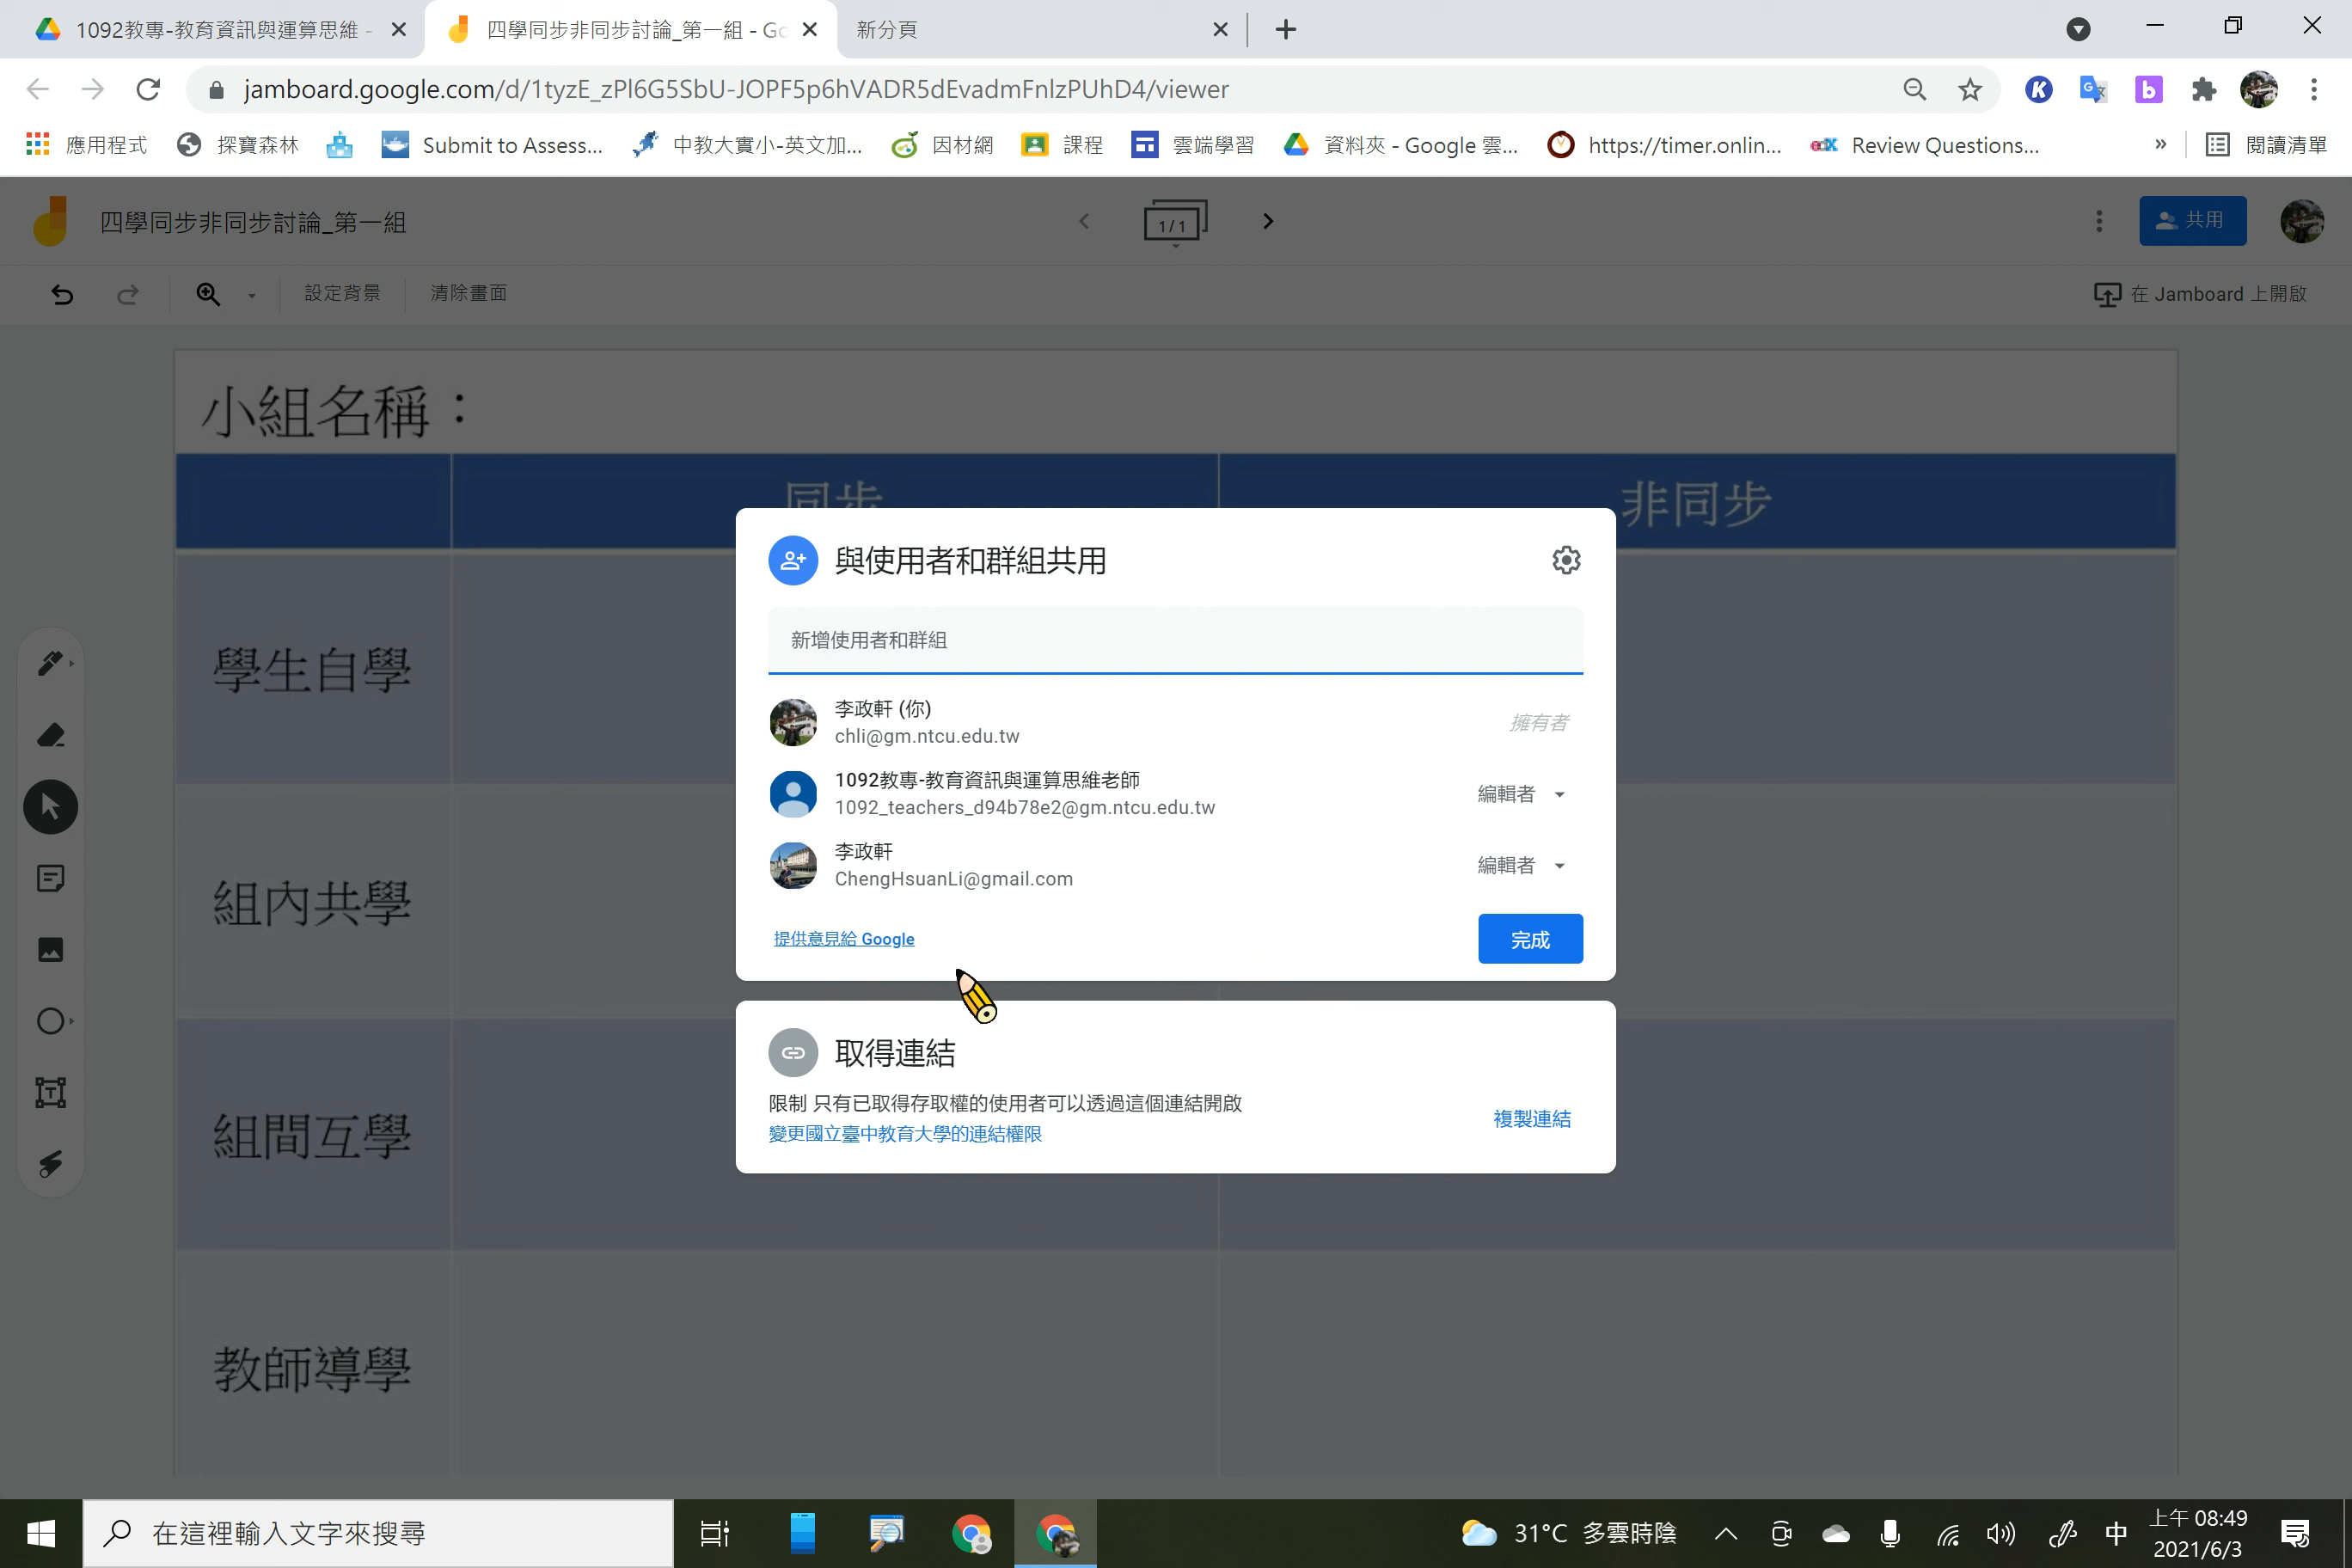 1092教專-教育資訊與運算思維 -
四學同步非同步討論_第一組 - Go
新分頁
jamboard.google.com/d/1tyzE_zPl6G5SbU-JOPF5p6hVADR5dEvadmFnlzPUhD4/viewer
應用程式
探寶森林
Submit to Assess...
中教大實小-英文加...
因材網
課程
雲端學習
資料夾 - Google 雲...
https://timer.onlin...
Review Questions...
»
閱讀清單
四學同步非同步討論_第一組
1 / 1
共用
設定背景
清除畫面
在 Jamboard 上開啟
小組名稱：
同步
非同步
學生自學
組內共學
組間互學
教師導學
與使用者和群組共用
新增使用者和群組
李政軒 (你)
chli@gm.ntcu.edu.tw
擁有者
1092教專-教育資訊與運算思維老師
1092_teachers_d94b78e2@gm.ntcu.edu.tw
編輯者
李政軒
ChengHsuanLi@gmail.com
編輯者
提供意見給 Google
完成
取得連結
限制 只有已取得存取權的使用者可以透過這個連結開啟
變更國立臺中教育大學的連結權限
複製連結
在這裡輸入文字來搜尋
31°C 多雲時陰
中
上午 08:49
2021/6/3